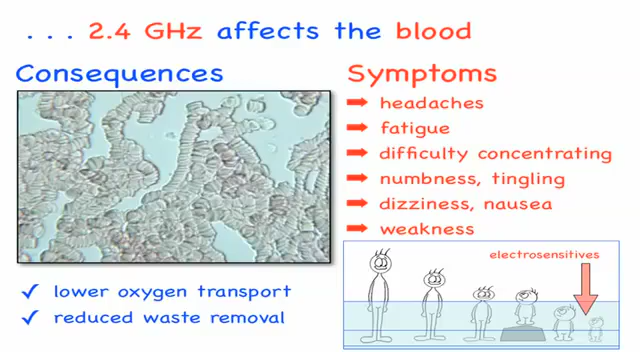 . . . 2.4 GHz affects the blood
Consequences
Symptoms
headaches
fatigue
difficulty concentrating
numbness, tingling
dizziness, nausea
weakness
electrosensitives
✓ lower oxygen transport
✓ reduced waste removal